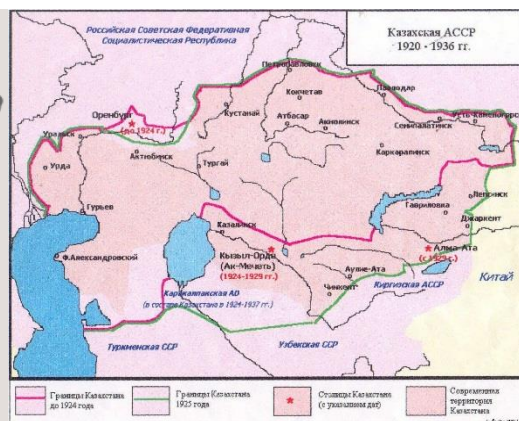 Казахская АССР
1920 - 1936 гг.
Российская Советская Федеративная
Социалистическая Республика
Петропавловск
Кокчетав
Павлодар
Оренбург
(до 1924 г.)
Кустанай
Атбасар
Акмолинск
Семипалатинск
Усть-Каменогорск
Уральск
Актюбинск
Тургай
Каркаралинск
Урда
Гурьев
Лепсинск
Гавриловка
Джаркент
Казалинск
Ф.Александровский
Кызыл-Орда
(Ак-Мечеть)
(1924-1929 гг.)
Алма-Ата
(с 1929 г.)
Аулие-Ата
Чимкент
Китай
Киргизская АССР
Каракалпакская АО
(в составе Казахстана в 1924-1937 гг.)
Туркменская ССР
Узбекская ССР
Границы Казахстана
до 1924 года
Границы Казахстана
1925 года
Столицы Казахстана
(с указанием дат)
Современная
территория
Казахстана